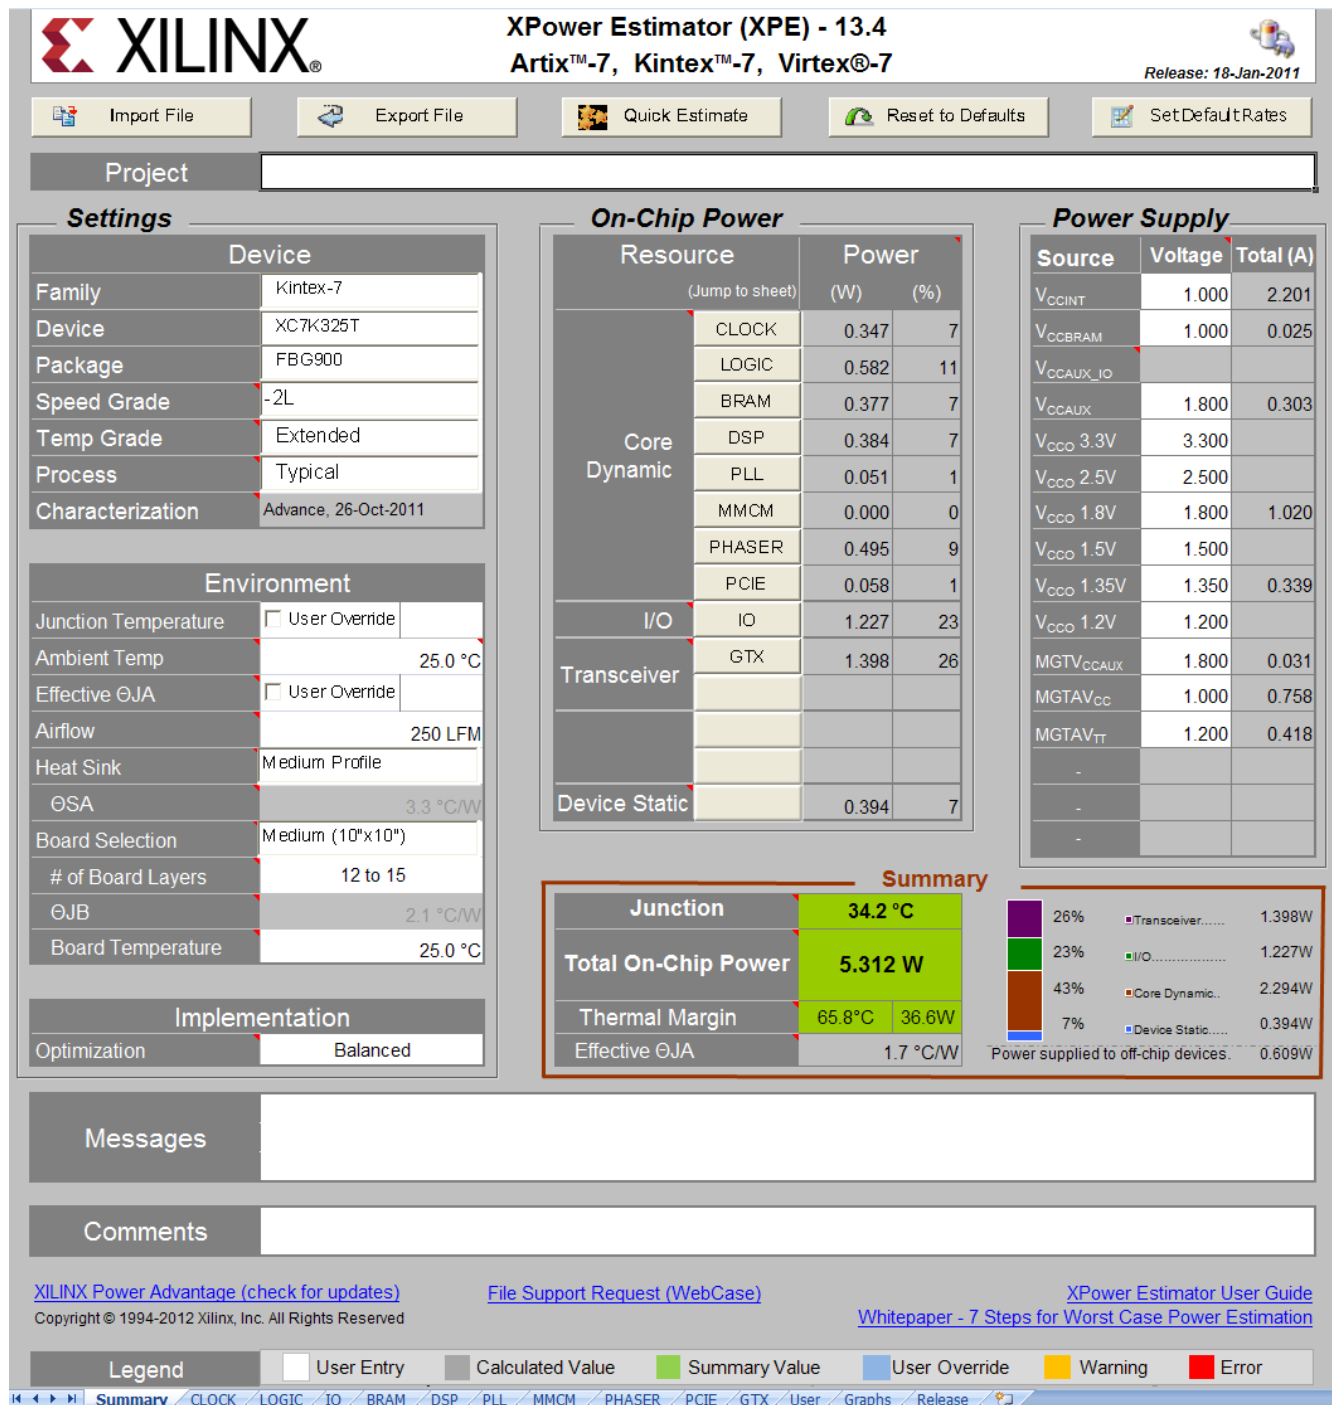 XILINX®
XPower Estimator (XPE) - 13.4
Artix™-7, Kintex™-7, Virtex®-7
Release: 18-Jan-2011
Import File
Export File
Quick Estimate
Reset to Defaults
Set Default Rates
Project
Settings
Device
Family Kintex-7
Device XC7K325T
Package FBG900
Speed Grade -2L
Temp Grade Extended
Process Typical
Characterization Advance, 26-Oct-2011
Environment
Junction Temperature User Override
Ambient Temp 25.0 °C
Effective ΘJA User Override
Airflow 250 LFM
Heat Sink Medium Profile
ΘSA 3.3 °C/W
Board Selection Medium (10"x10")
# of Board Layers 12 to 15
ΘJB 2.1 °C/W
Board Temperature 25.0 °C
Implementation
Optimization Balanced
On-Chip Power
Resource Power
(Jump to sheet) (W) (%)
Core Dynamic
CLOCK 0.347 7
LOGIC 0.582 11
BRAM 0.377 7
DSP 0.384 7
PLL 0.051 1
MMCM 0.000 0
PHASER 0.495 9
PCIE 0.058 1
I/O IO 1.227 23
Transceiver GTX 1.398 26
Device Static 0.394 7
Power Supply
Source Voltage Total (A)
VCCINT 1.000 2.201
VCCBRAM 1.000 0.025
VCCAUX_IO
VCCAUX 1.800 0.303
VCCO 3.3V 3.300
VCCO 2.5V 2.500
VCCO 1.8V 1.800 1.020
VCCO 1.5V 1.500
VCCO 1.35V 1.350 0.339
VCCO 1.2V 1.200
MGTVCCAUX 1.800 0.031
MGTAVCC 1.000 0.758
MGTAVTT 1.200 0.418
-
-
-
Summary
Junction 34.2 °C
Total On-Chip Power 5.312 W
Thermal Margin 65.8°C 36.6W
Effective ΘJA 1.7 °C/W
26% Transceiver...... 1.398W
23% I/O.................. 1.227W
43% Core Dynamic.. 2.294W
7% Device Static..... 0.394W
Power supplied to off-chip devices. 0.609W
Messages
Comments
XILINX Power Advantage (check for updates)
File Support Request (WebCase)
XPower Estimator User Guide
Copyright © 1994-2012 Xilinx, Inc. All Rights Reserved
Whitepaper - 7 Steps for Worst Case Power Estimation
Legend User Entry Calculated Value Summary Value User Override Warning Error
Summary CLOCK LOGIC IO BRAM DSP PLL MMCM PHASER PCIE GTX User Graphs Release